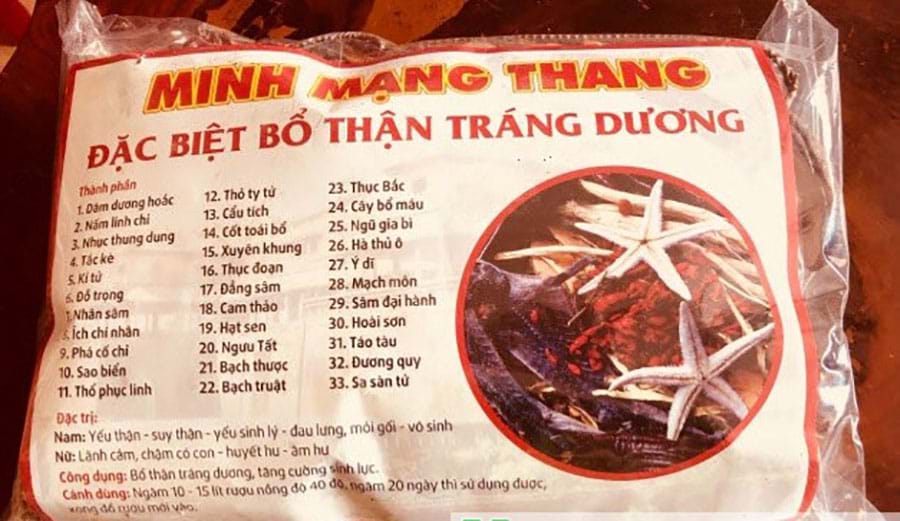 MINH MẠNG THANG
ĐẶC BIỆT BỔ THẬN TRÁNG DƯƠNG
Thành phần
1. Dâm dương hoắc
2. Nấm linh chi
3. Nhục thung dung
4. Tắc kè
5. Kỉ tử
6. Đỗ trọng
7. Nhân sâm
8. Ích chí nhân
9. Phá cố chỉ
10. Sao biển
11. Thổ phục linh
12. Thỏ ty tử
13. Cẩu tích
14. Cốt toái bổ
15. Xuyên khung
16. Thục đoạn
17. Đẳng sâm
18. Cam thảo
19. Hạt sen
20. Ngưu Tất
21. Bạch thược
22. Bạch truật
23. Thục Bắc
24. Cây bổ máu
25. Ngũ gia bì
26. Hà thủ ô
27. Ý dĩ
28. Mạch môn
29. Sâm đại hành
30. Hoài sơn
31. Táo tàu
32. Đương quy
33. Sa sàn tử
Đặc trị:
Nam: Yếu thận - suy thận - yếu sinh lý - đau lưng, mỏi gối - vô sinh
Nữ: Lãnh cảm, chậm có con - huyết hư - âm hư
Công dụng: Bổ thận tráng dương, tăng cường sinh lực.
Cánh dùng: Ngâm 10 - 15 lít rượu nồng độ 40 độ, ngâm 20 ngày thì sử dụng được,
xong đổ rượu mới vào.